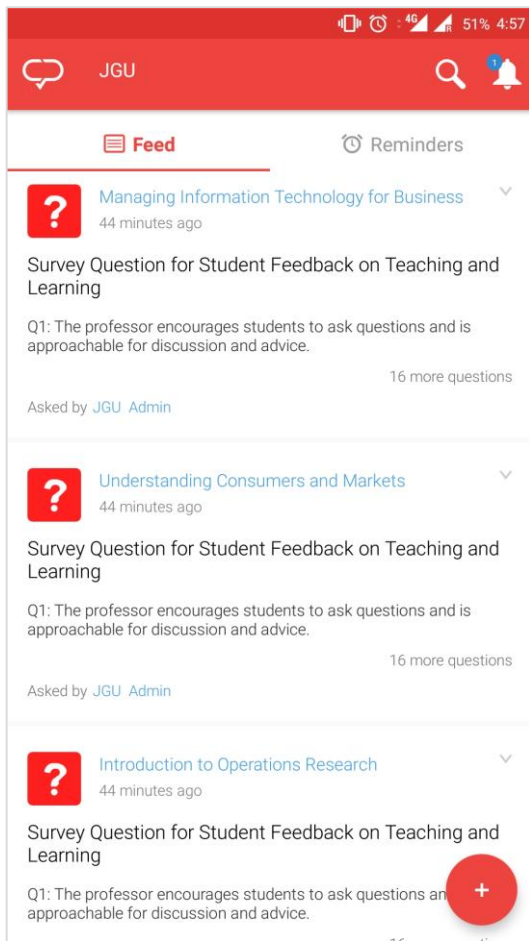 4G R 51% 4:57
JGU
1
Feed Reminders
? Managing Information Technology for Business
44 minutes ago
Survey Question for Student Feedback on Teaching and
Learning
Q1: The professor encourages students to ask questions and is
approachable for discussion and advice.
16 more questions
Asked by JGU Admin
? Understanding Consumers and Markets
44 minutes ago
Survey Question for Student Feedback on Teaching and
Learning
Q1: The professor encourages students to ask questions and is
approachable for discussion and advice.
16 more questions
Asked by JGU Admin
? Introduction to Operations Research
44 minutes ago
Survey Question for Student Feedback on Teaching and
Learning
Q1: The professor encourages students to ask questions an
+
approachable for discussion and advice.